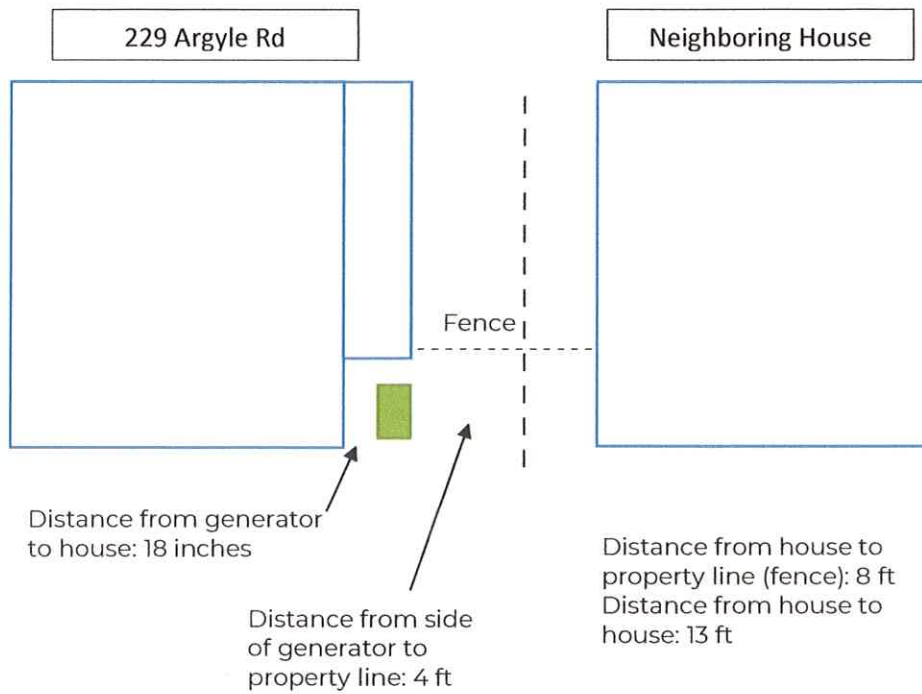 229 Argyle Rd
Neighboring House
Fence
Distance from generator
to house: 18 inches
Distance from side
of generator to
property line: 4 ft
Distance from house to
property line (fence): 8 ft
Distance from house to
house: 13 ft